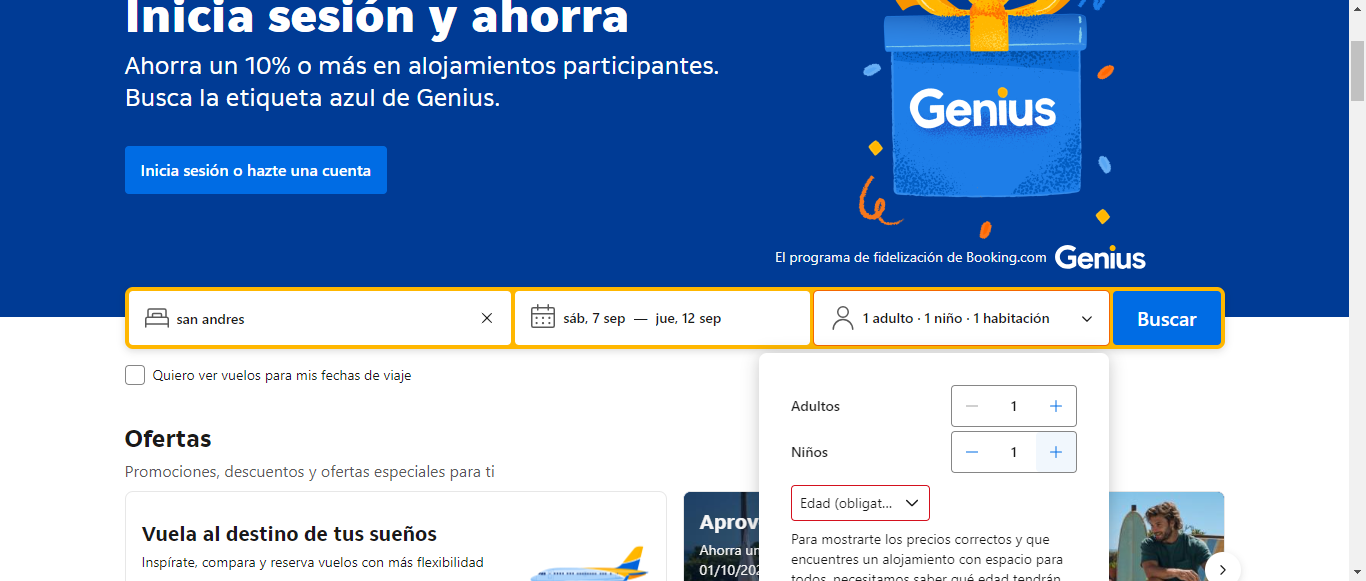 Inicia sesión y ahorra
Ahorra un 10% o más en alojamientos participantes.
Busca la etiqueta azul de Genius.
Genius
Inicia sesión o hazte una cuenta
El programa de fidelización de Booking.com Genius
san andres
sáb, 7 sep — jue, 12 sep
1 adulto · 1 niño · 1 habitación
Buscar
Quiero ver vuelos para mis fechas de viaje
Adultos 1
Niños 1
Edad (obligat...
Para mostrarte los precios correctos y que
encuentres un alojamiento con espacio para
todos, necesitamos saber qué edad tendrán
Ofertas
Promociones, descuentos y ofertas especiales para ti
Vuela al destino de tus sueños
Inspírate, compara y reserva vuelos con más flexibilidad
Aprov
Ahorra un
01/10/202